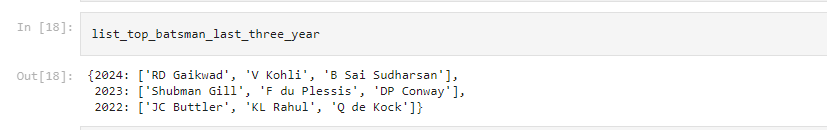 In [18]:
list_top_batsman_last_three_year
Out[18]:
{2024: ['RD Gaikwad', 'V Kohli', 'B Sai Sudharsan'],
 2023: ['Shubman Gill', 'F du Plessis', 'DP Conway'],
 2022: ['JC Buttler', 'KL Rahul', 'Q de Kock']}